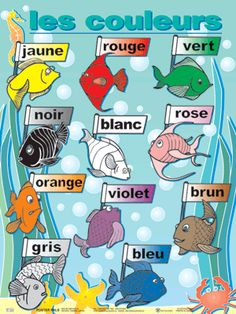 les couleurs
jaune
rouge
vert
noir
blanc
rose
orange
violet
brun
gris
bleu